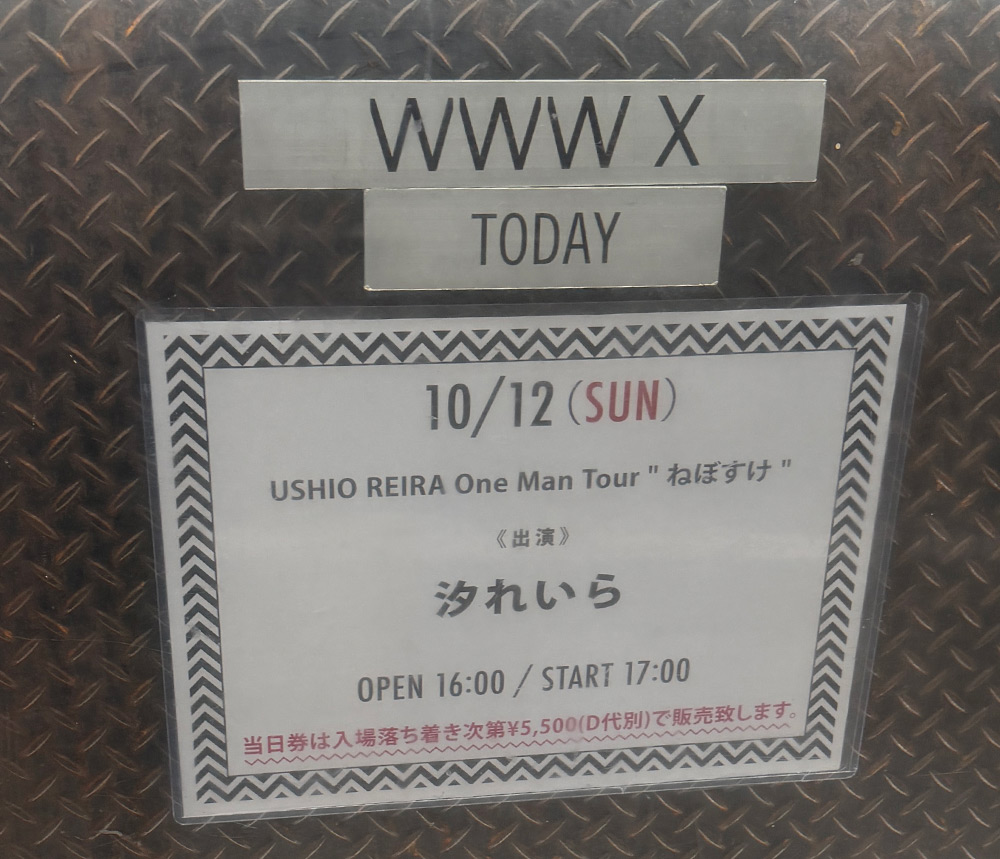 WWW X
TODAY
10/12(SUN)
USHIO REIRA One Man Tour " ねぼすけ "
《出演》
汐れいら
OPEN 16:00 / START 17:00
当日券は入場落ち着き次第¥5,500(D代別)で販売致します。